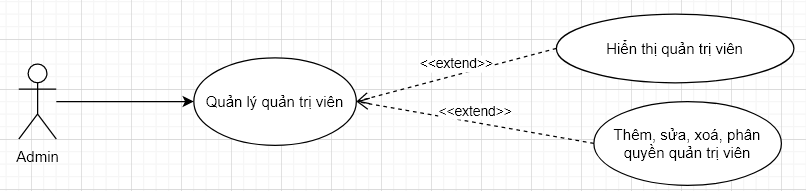 Hiển thị quản trị viên
<<extend>>
Quản lý quản trị viên
<<extend>>
Thêm, sửa, xoá, phân
quyền quản trị viên
Admin